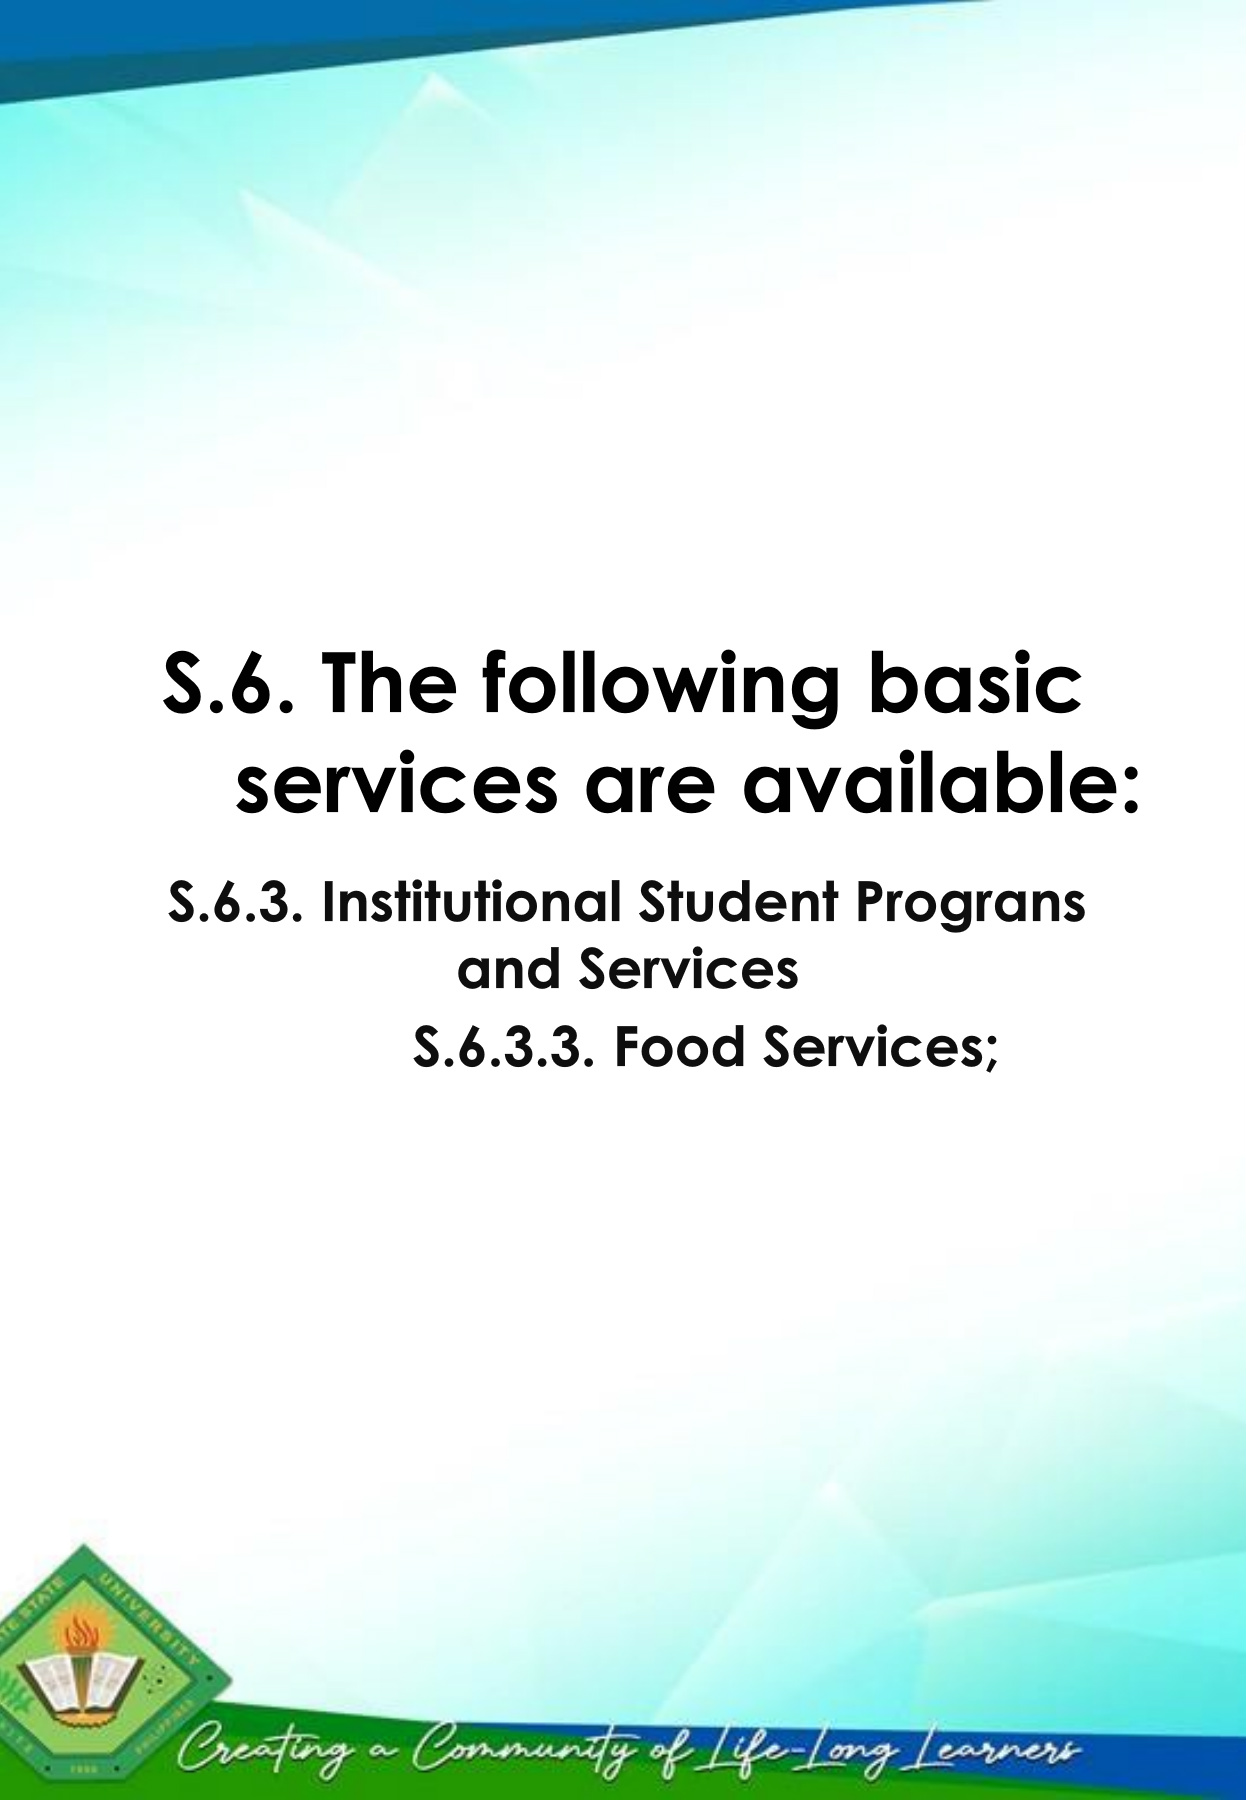 S.6. The following basic
services are available:
S.6.3. Institutional Student Prograns
and Services
S.6.3.3. Food Services;
STATE UNIVERSITY
PHILIPPINES
Creating a Community of Life-Long Learners